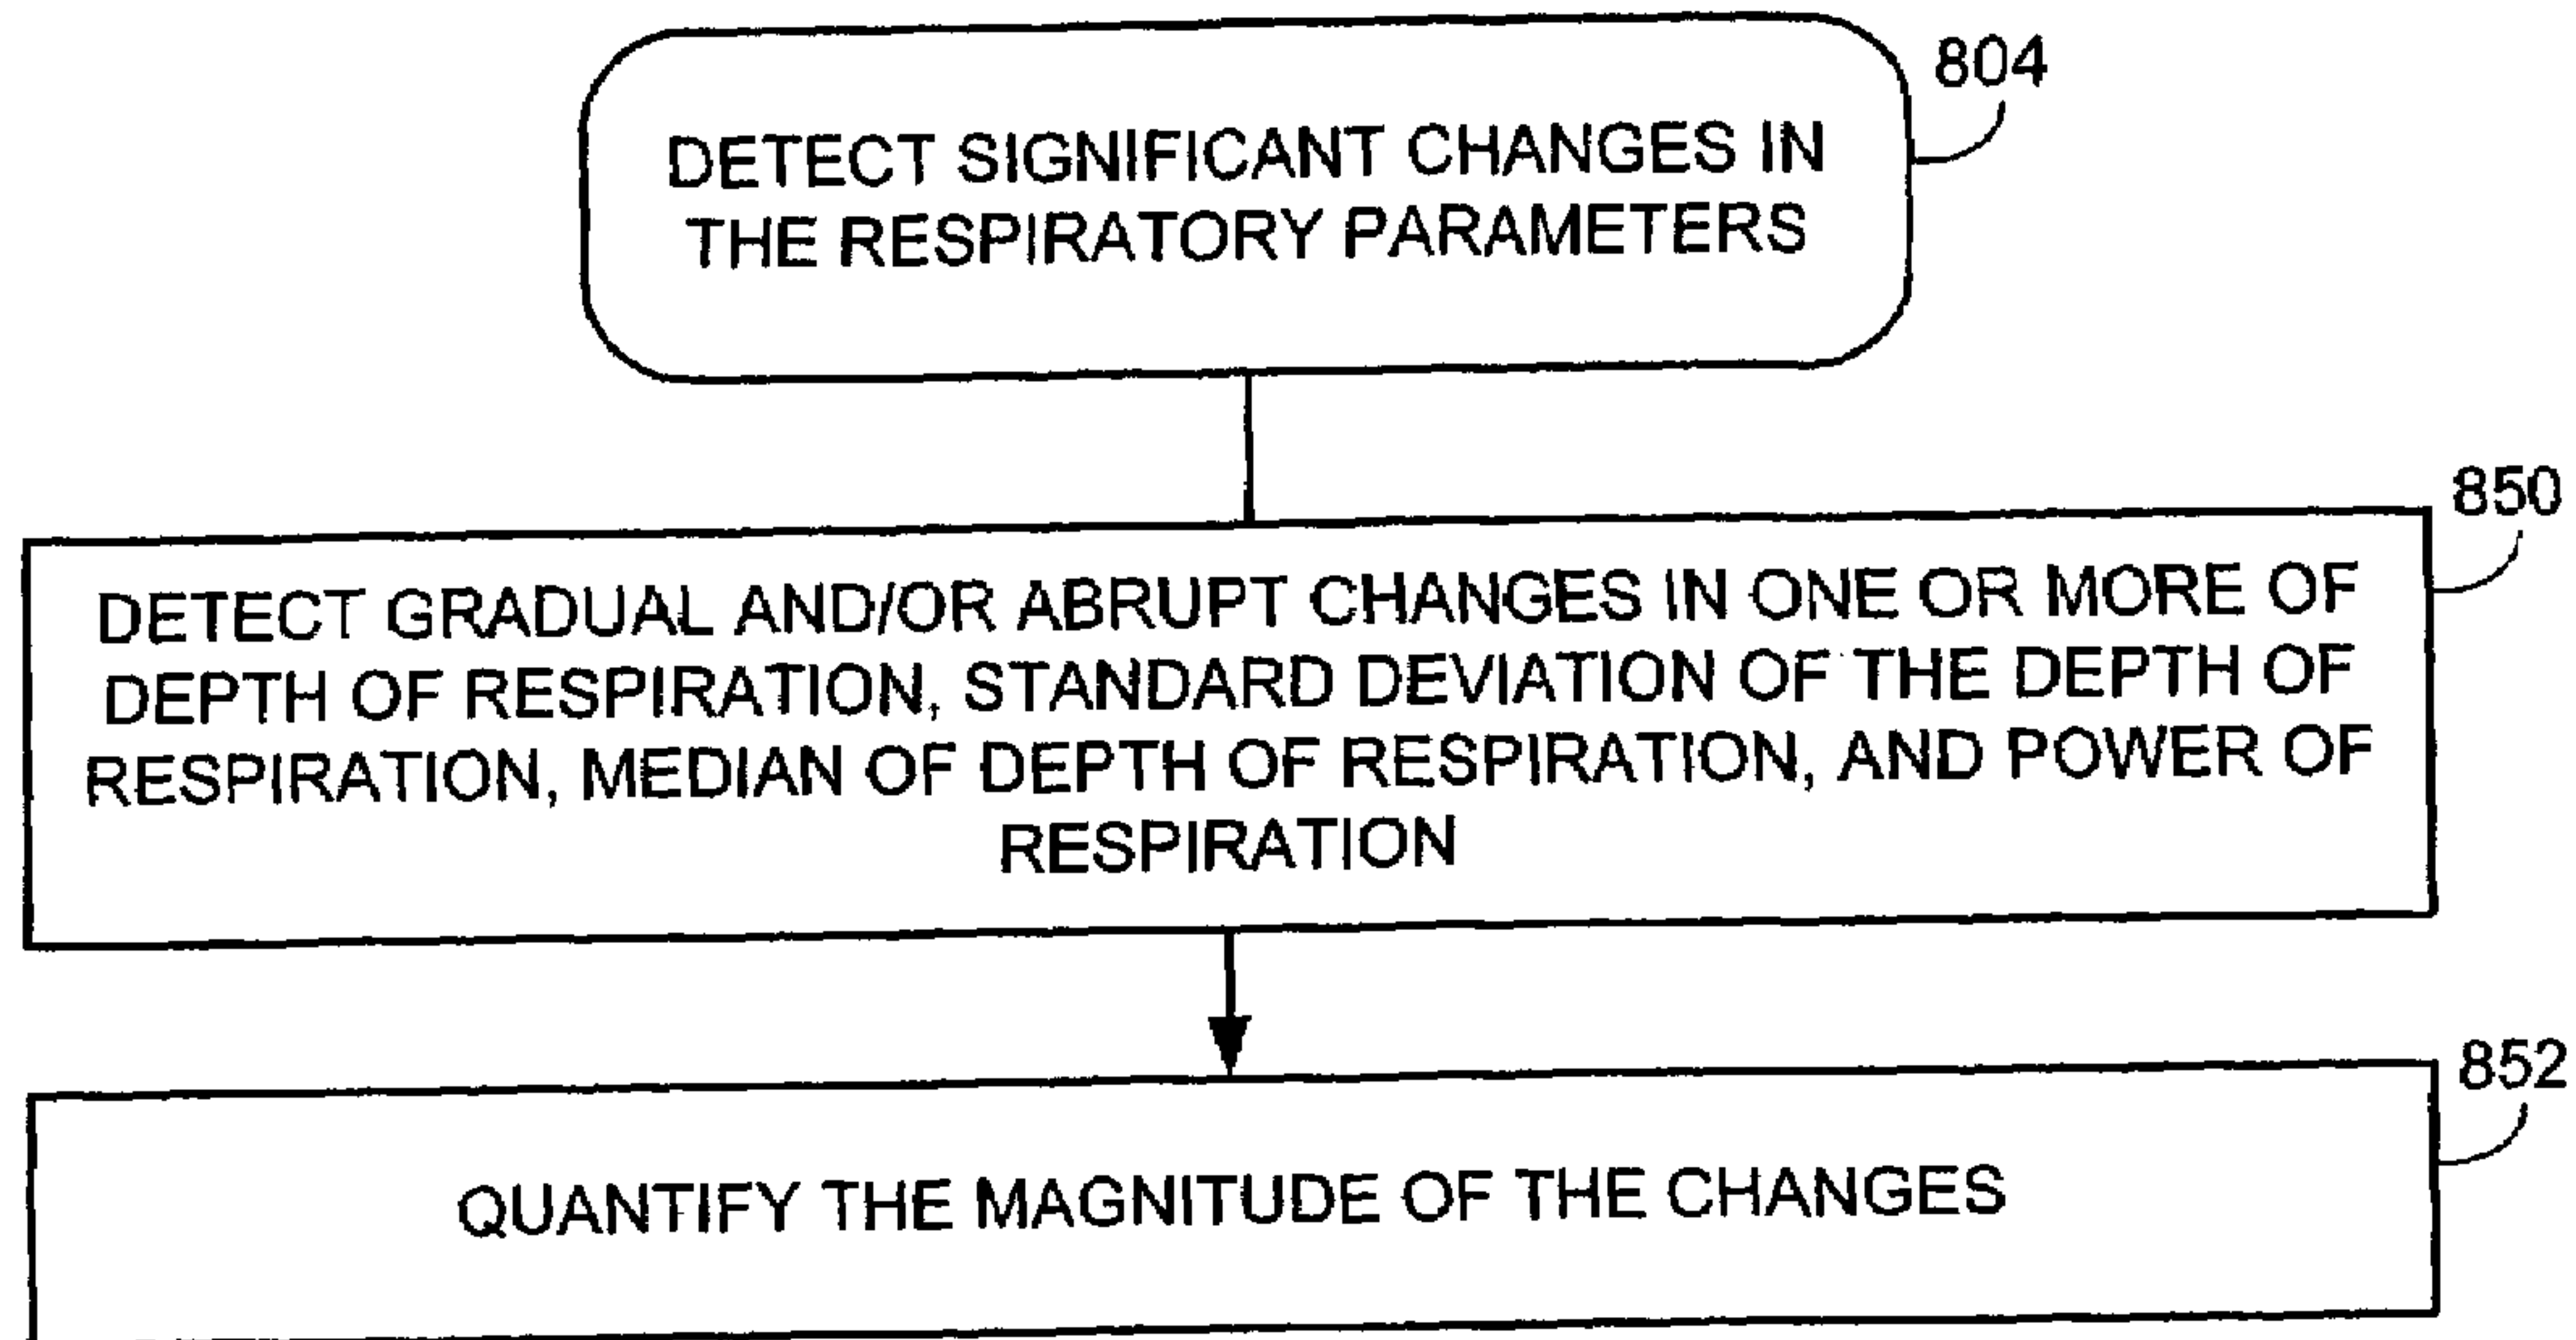 804
DETECT SIGNIFICANT CHANGES IN
THE RESPIRATORY PARAMETERS
850
DETECT GRADUAL AND/OR ABRUPT CHANGES IN ONE OR MORE OF
DEPTH OF RESPIRATION, STANDARD DEVIATION OF THE DEPTH OF
RESPIRATION, MEDIAN OF DEPTH OF RESPIRATION, AND POWER OF
RESPIRATION
852
QUANTIFY THE MAGNITUDE OF THE CHANGES